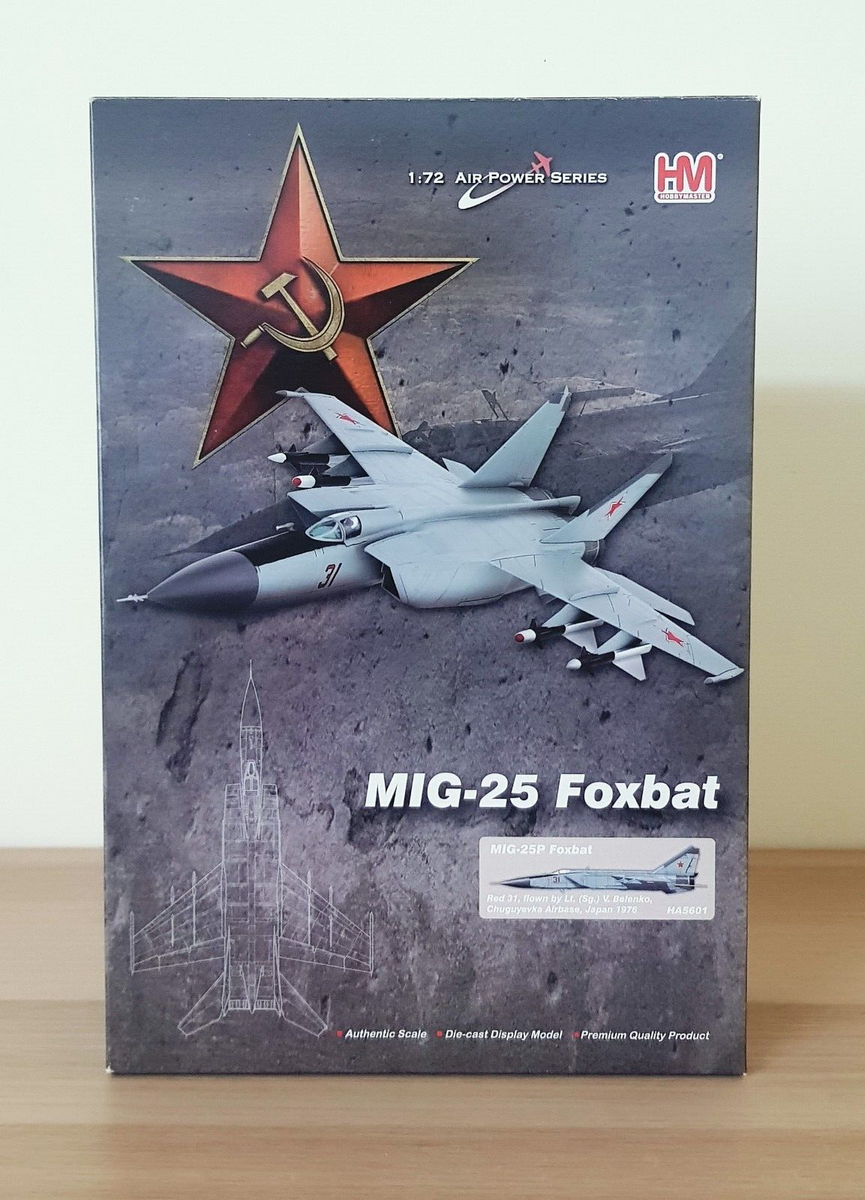 1:72 AIR POWER SERIES
HM
HOBBYMASTER
31
MIG-25 Foxbat
MIG-25P Foxbat
31
Red 31, flown by Lt. (Sg.) V. Belenko,
Chuguyevka Airbase, Japan 1976
HA5601
Authentic Scale Die-cast Display Model Premium Quality Product